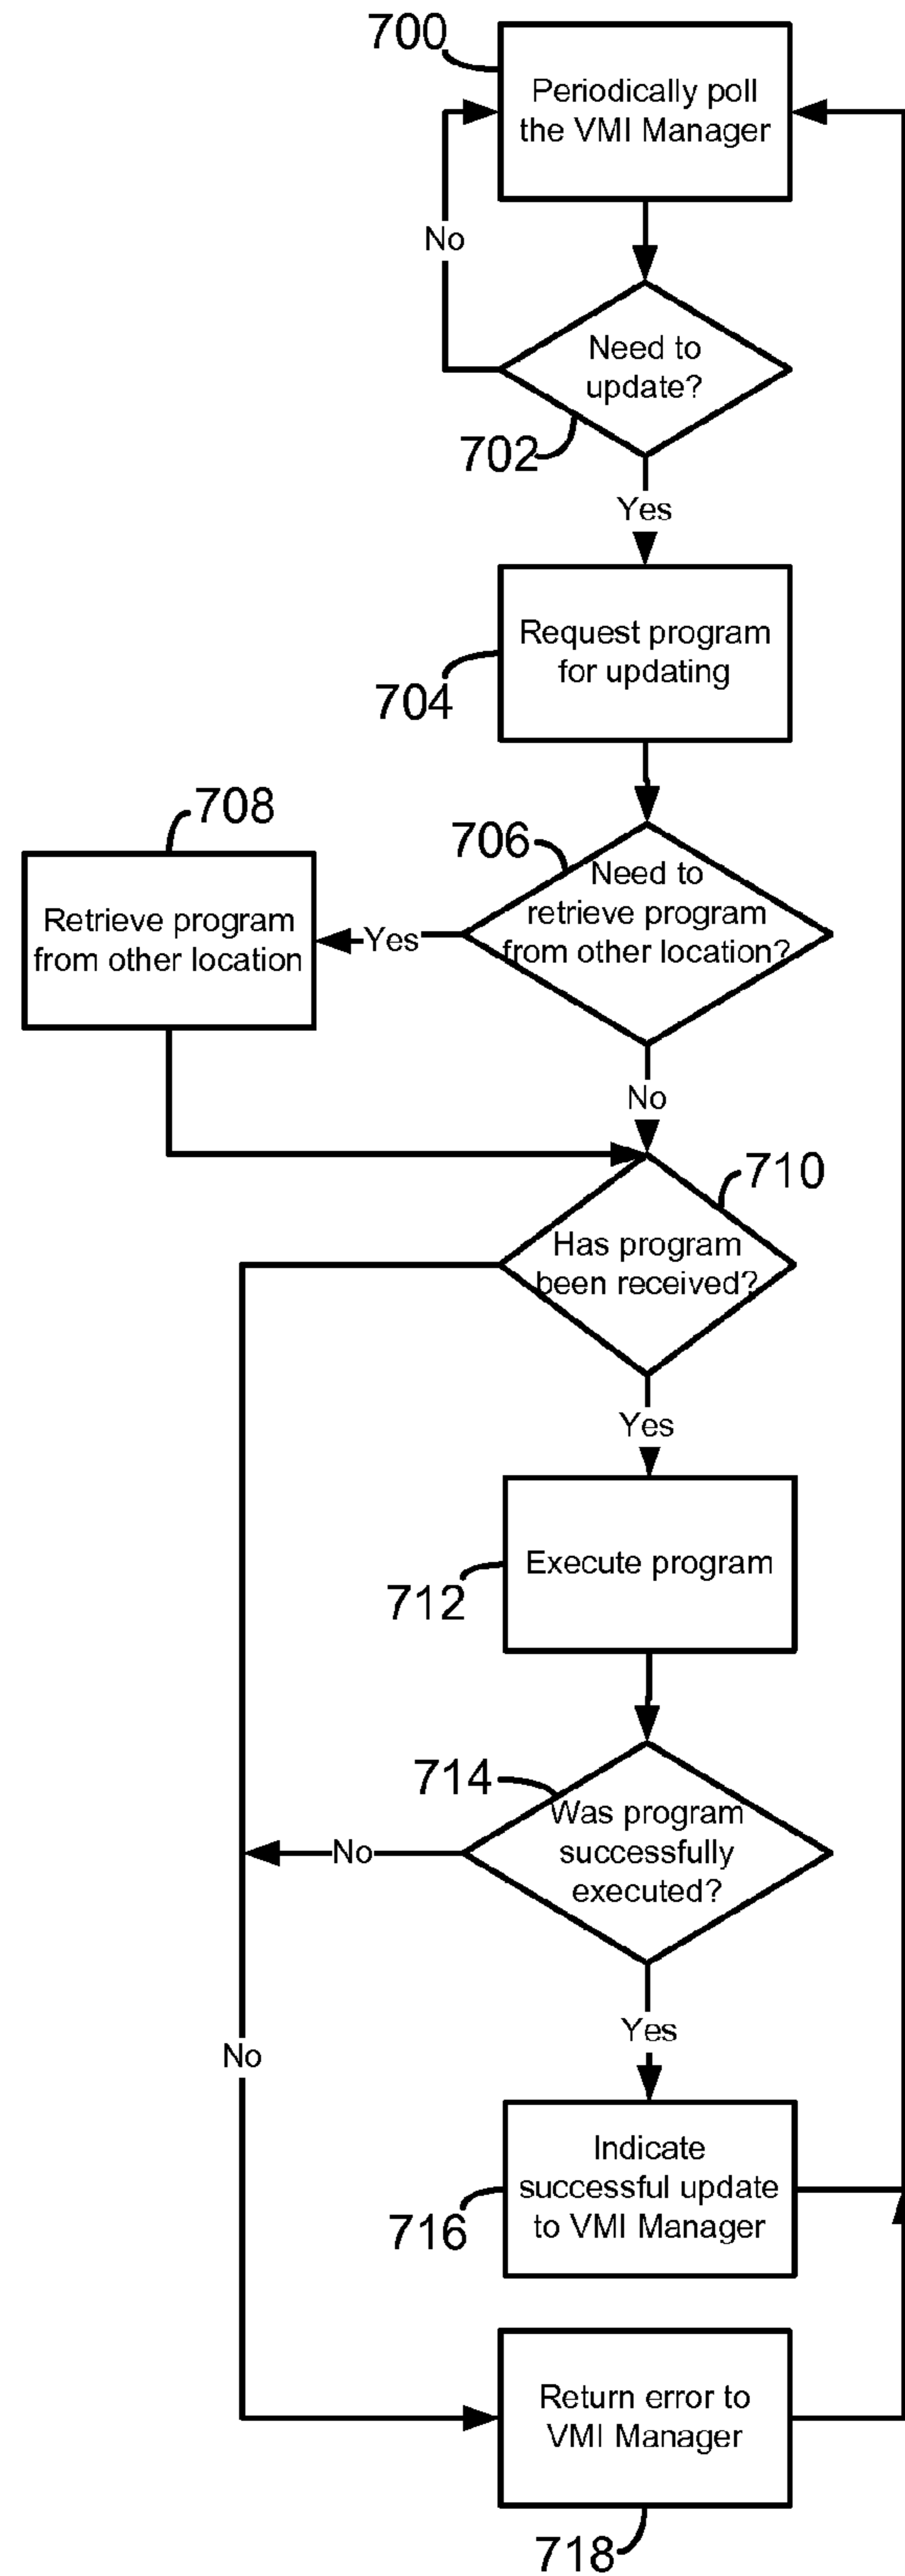 700
Periodically poll
the VMI Manager
No
Need to
update?
702
Yes
Request program
for updating
704
708
706
Need to
retrieve program
from other location?
Retrieve program
from other location
Yes
No
710
Has program
been received?
Yes
Execute program
712
714
Was program
successfully
executed?
No
Yes
No
Indicate
successful update
to VMI Manager
716
Return error to
VMI Manager
718